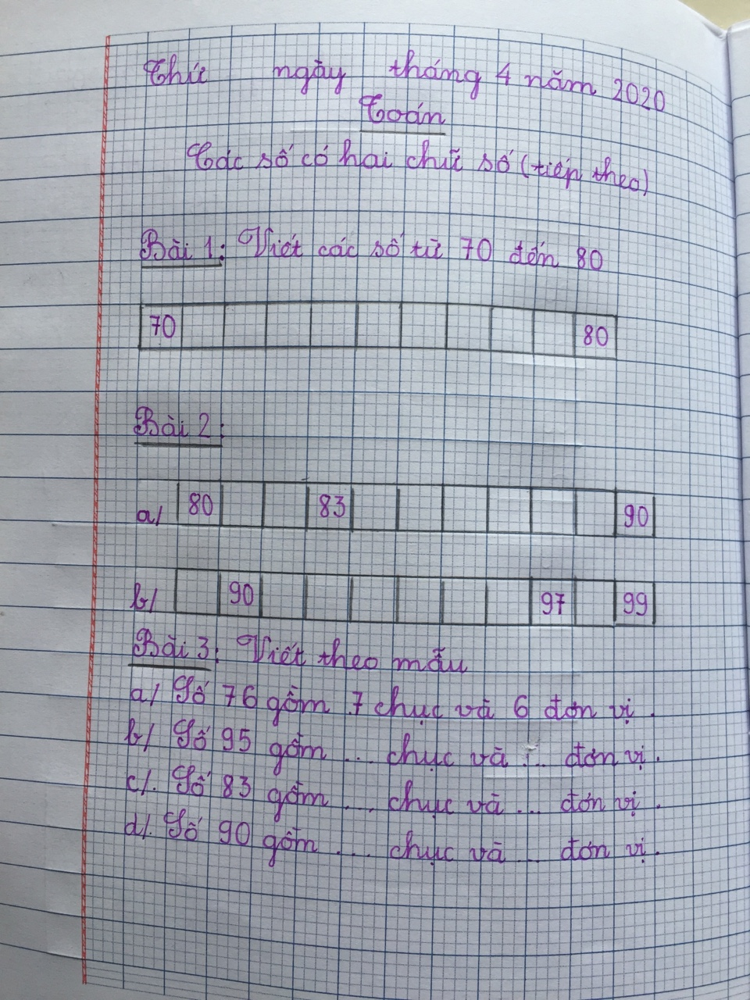 Thứ ngày tháng 4 năm 2020
Toán
Các số có hai chữ số (tiếp theo)
Bài 1: Viết các số từ 70 đến 80
70 80
Bài 2:
a/ 80 83 90
b/ 90 97 99
Bài 3: Viết theo mẫu
a/ Số 76 gồm 7 chục và 6 đơn vị.
b/ Số 95 gồm ... chục và ... đơn vị.
c/. Số 83 gồm ... chục và ... đơn vị.
d/. Số 90 gồm ... chục và ... đơn vị.